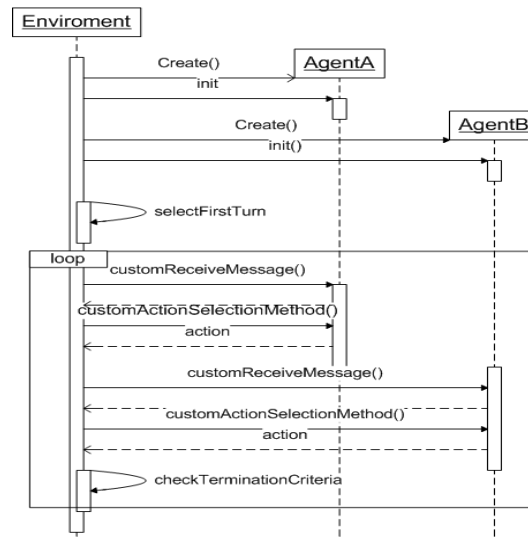 Enviroment
Create()
AgentA
init
Create()
AgentB
init()
selectFirstTurn
loop
customReceiveMessage()
customActionSelectionMethod()
action
customReceiveMessage()
customActionSelectionMethod()
action
checkTerminationCriteria